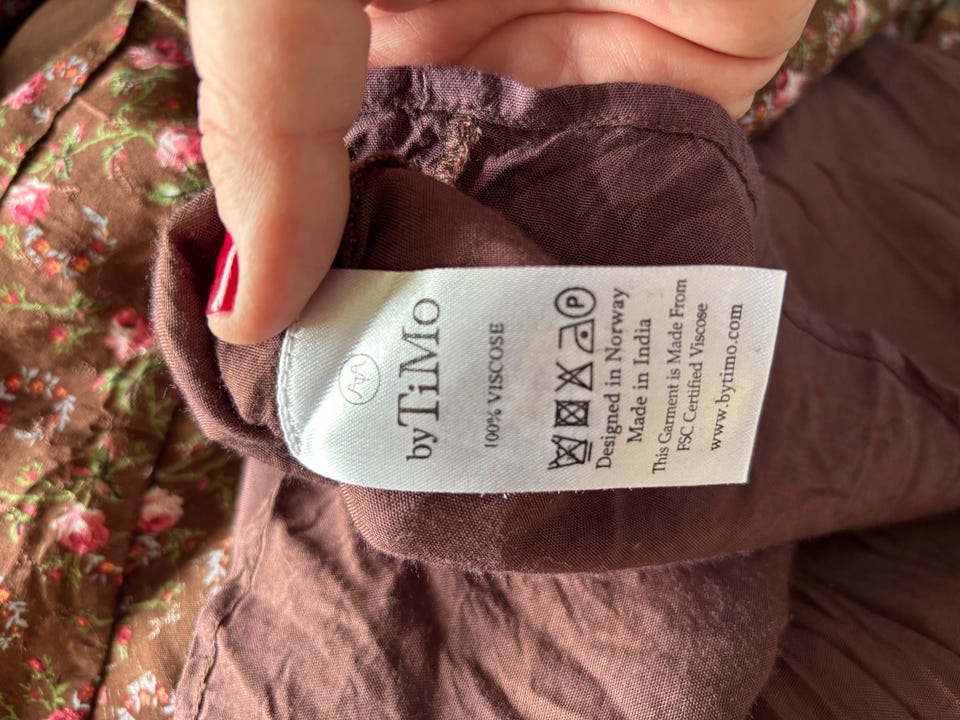 byTiMo
100% VISCOSE
P
Designed in Norway
Made in India
This Garment is Made From
FSC Certified Viscose
www.bytimo.com